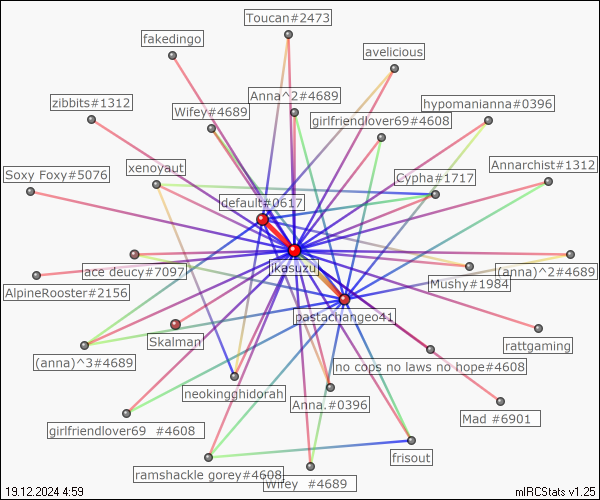 Toucan#2473
fakedingo
avelicious
Anna^2#4689
zibbits#1312
hypomanianna#0396
Wifey#4689
girlfriendlover69#4608
xenoyaut
Annarchist#1312
Soxy Foxy#5076
Cypha#1717
default#0617
ikasuzu
ace deucy#7097
(anna)^2#4689
Mushy#1984
AlpineRooster#2156
pastachangeo41
Skalman
rattgaming
(anna)^3#4689
no cops no laws no hope#4608
neokingghidorah
Anna.#0396
Mad #6901
girlfriendlover69 #4608
frisout
ramshackle gorey#4608
Wifey #4689
19.12.2024 4:59
mIRCStats v1.25